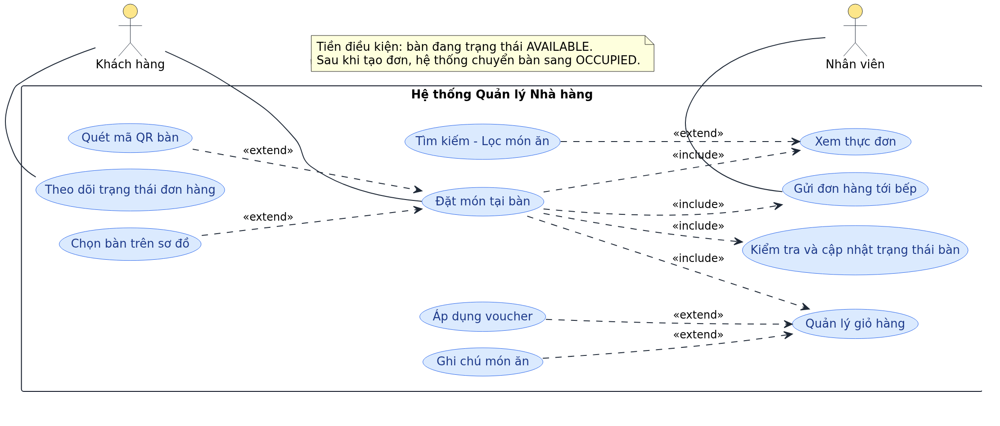 Khách hàng
Tiền điều kiện: bàn đang trạng thái AVAILABLE.
Sau khi tạo đơn, hệ thống chuyển bàn sang OCCUPIED.
Nhân viên
Hệ thống Quản lý Nhà hàng
Quét mã QR bàn
«extend»
Tìm kiếm - Lọc món ăn
«extend»
Xem thực đơn
«include»
Theo dõi trạng thái đơn hàng
Đặt món tại bàn
«include»
Gửi đơn hàng tới bếp
«extend»
Chọn bàn trên sơ đồ
«include»
Kiểm tra và cập nhật trạng thái bàn
«include»
Áp dụng voucher
«extend»
Quản lý giỏ hàng
«extend»
Ghi chú món ăn